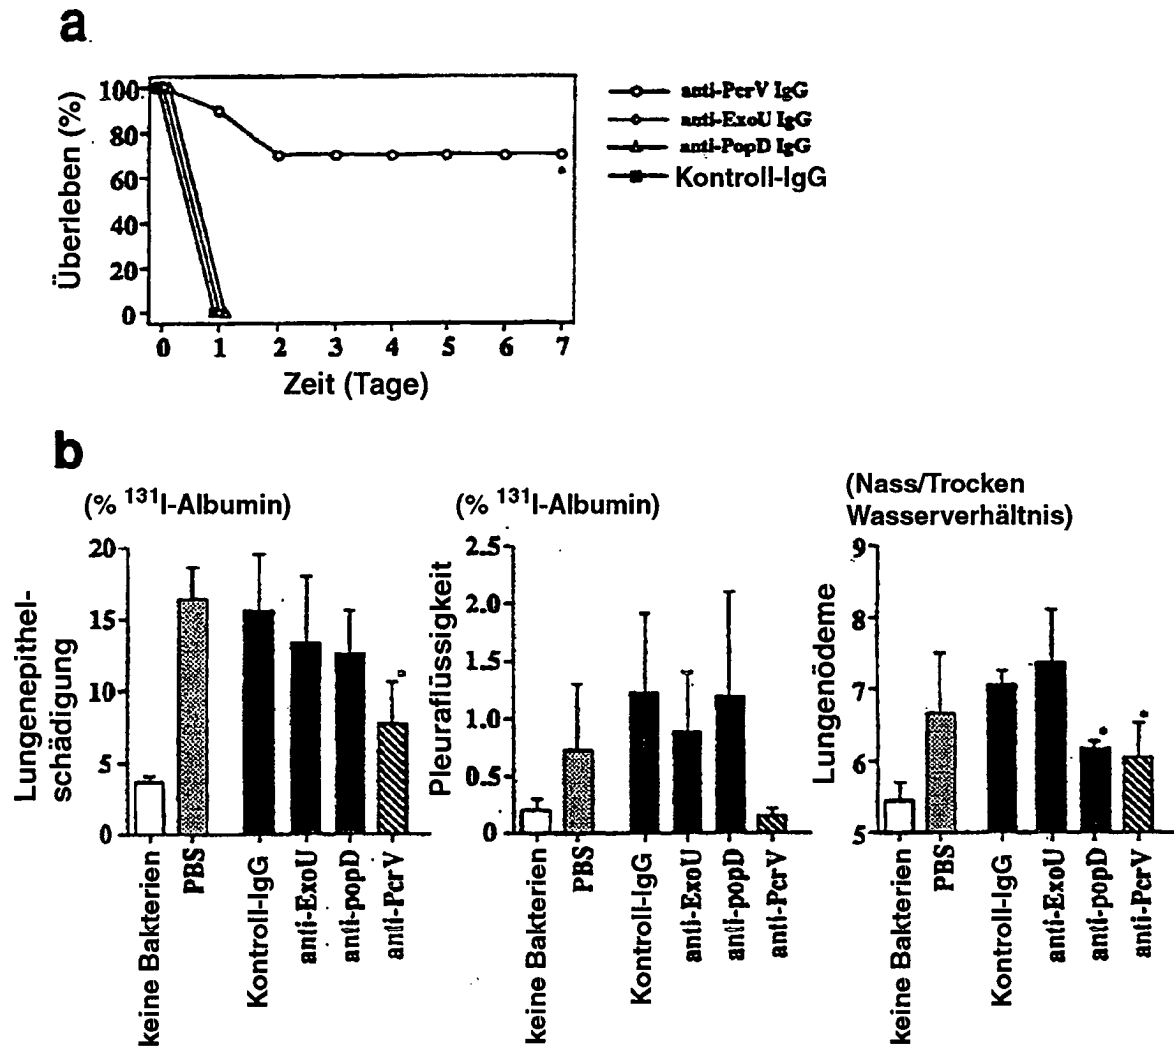 a
Überleben (%)
100
80
60
40
20
0
0 1 2 3 4 5 6 7
Zeit (Tage)
anti-PcrV IgG
anti-ExoU IgG
anti-PopD IgG
Kontroll-IgG
b
(% ¹³¹I-Albumin)
Lungenepithel-
schädigung
20
15
10
5
0
keine Bakterien
PBS
Kontroll-IgG
anti-ExoU
anti-popD
anti-PcrV
(% ¹³¹I-Albumin)
Pleuraflüssigkeit
2.5
2.0
1.5
1.0
0.5
0
keine Bakterien
PBS
Kontroll-IgG
anti-ExoU
anti-popD
anti-PcrV
(Nass/Trocken
Wasserverhältnis)
Lungenödeme
9
8
7
6
5
*
*
keine Bakterien
PBS
Kontroll-IgG
anti-ExoU
anti-popD
anti-PcrV